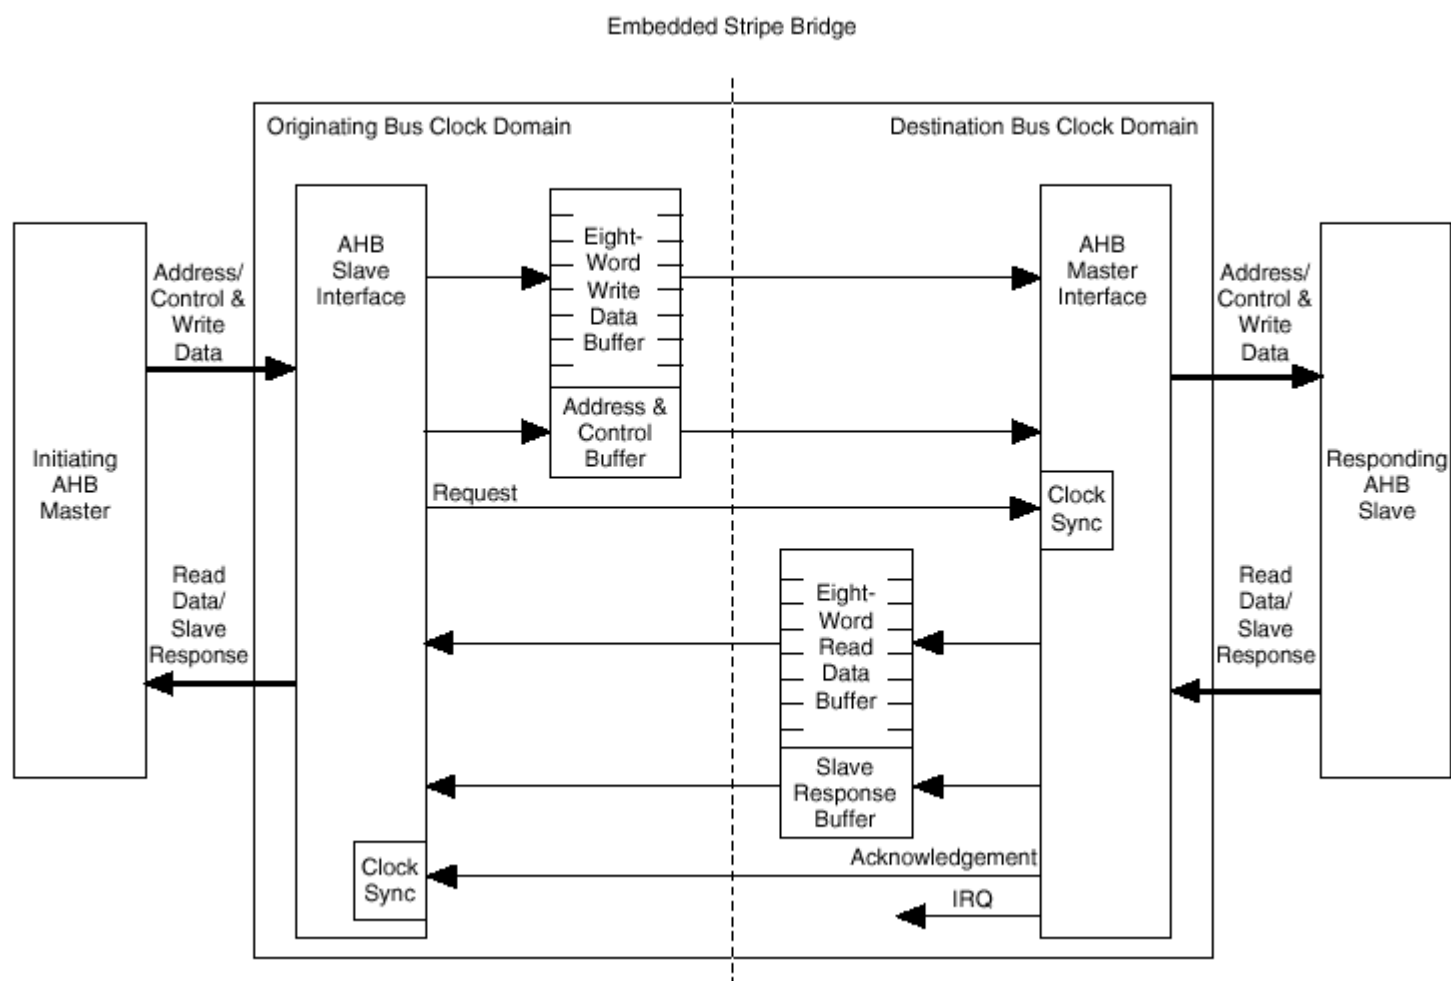 Embedded Stripe Bridge
Originating Bus Clock Domain
Destination Bus Clock Domain
Initiating
AHB
Master
Address/
Control &
Write
Data
Read
Data/
Slave
Response
AHB
Slave
Interface
Eight-
Word
Write
Data
Buffer
Address &
Control
Buffer
Request
Clock
Sync
Eight-
Word
Read
Data
Buffer
Slave
Response
Buffer
Acknowledgement
IRQ
Clock
Sync
AHB
Master
Interface
Address/
Control &
Write
Data
Read
Data/
Slave
Response
Responding
AHB
Slave